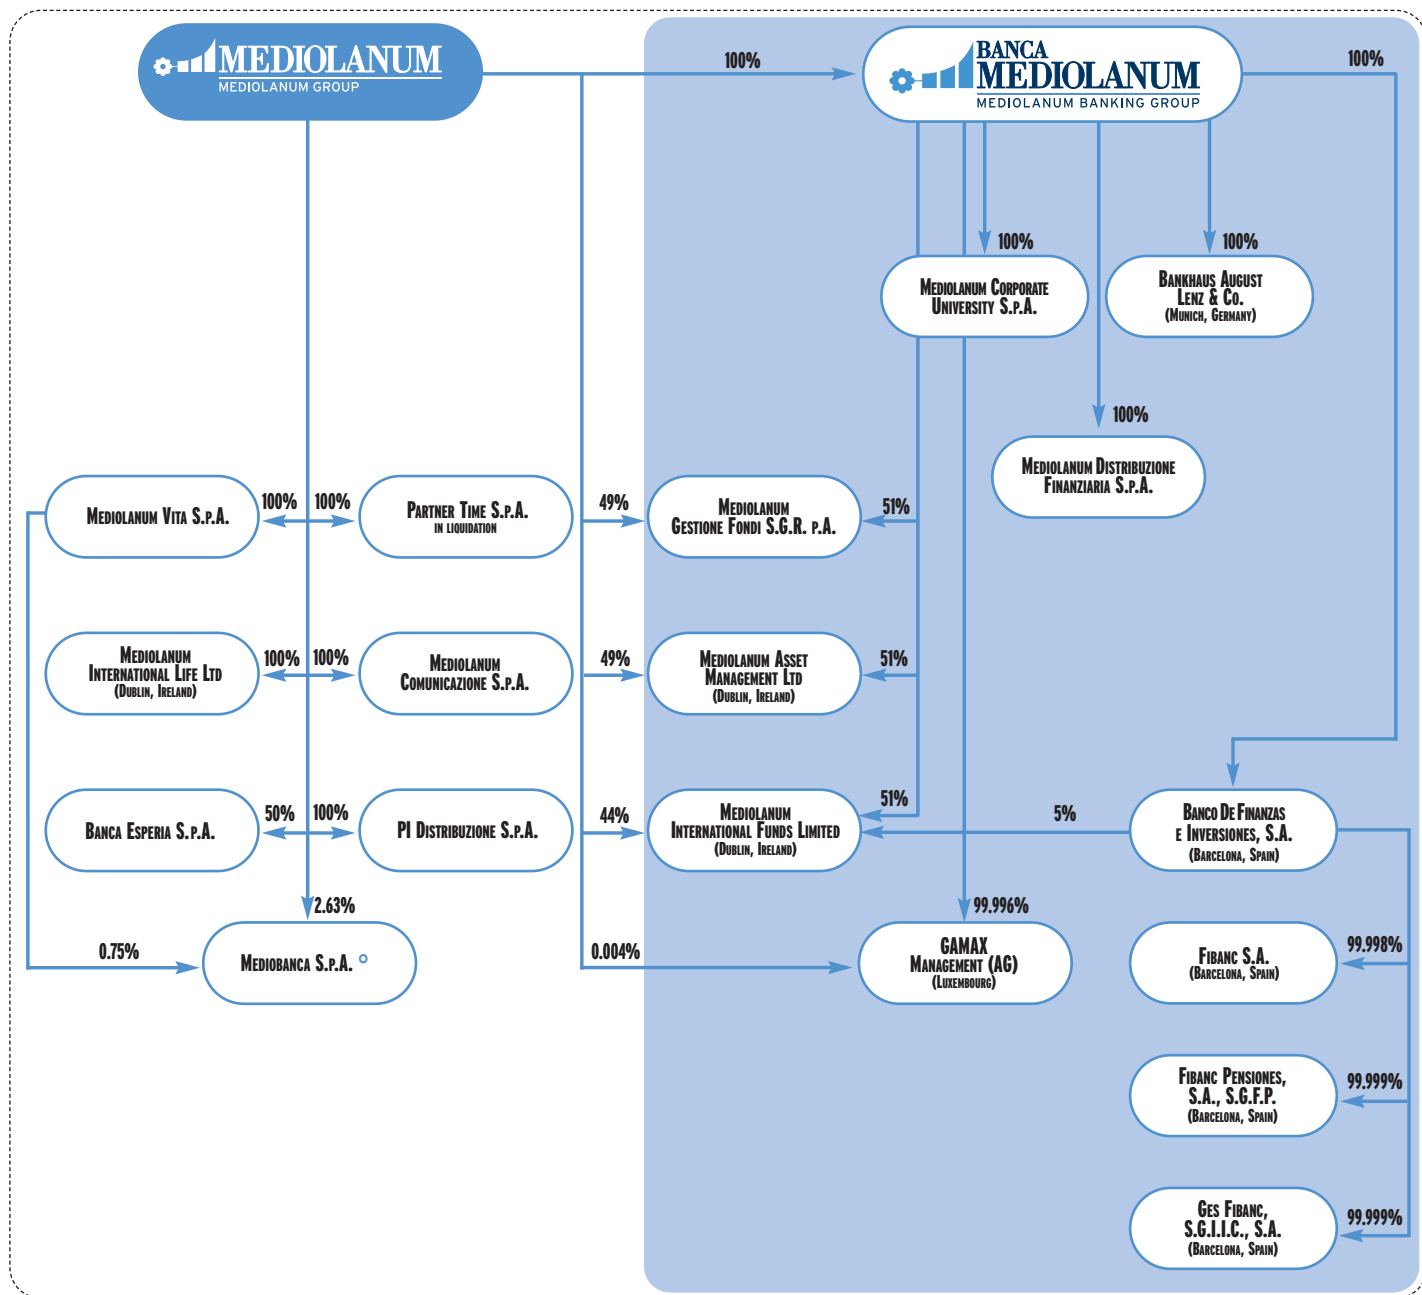 MEDIOLANUM
MEDIOLANUM GROUP
100%
BANCA
MEDIOLANUM
MEDIOLANUM BANKING GROUP
100%
100%
MEDIOLANUM CORPORATE
UNIVERSITY S.P.A.
100%
BANKHAUS AUGUST
LENZ & CO.
(MUNICH, GERMANY)
100%
MEDIOLANUM DISTRIBUZIONE
FINANZIARIA S.P.A.
MEDIOLANUM VITA S.P.A.
100%
100%
PARTNER TIME S.P.A.
IN LIQUIDATION
49%
MEDIOLANUM
GESTIONE FONDI S.G.R. P.A.
51%
MEDIOLANUM
INTERNATIONAL LIFE LTD
(DUBLIN, IRELAND)
100%
100%
MEDIOLANUM
COMUNICAZIONE S.P.A.
49%
MEDIOLANUM ASSET
MANAGEMENT LTD
(DUBLIN, IRELAND)
51%
BANCA ESPERIA S.P.A.
50%
100%
PI DISTRIBUZIONE S.P.A.
44%
MEDIOLANUM
INTERNATIONAL FUNDS LIMITED
(DUBLIN, IRELAND)
51%
5%
BANCO DE FINANZAS
E INVERSIONES, S.A.
(BARCELONA, SPAIN)
0.75%
2.63%
MEDIOBANCA S.P.A. °
0.004%
99.996%
GAMAX
MANAGEMENT (AG)
(LUXEMBOURG)
FIBANC S.A.
(BARCELONA, SPAIN)
99.998%
FIBANC PENSIONES,
S.A., S.G.F.P.
(BARCELONA, SPAIN)
99.999%
GES FIBANC,
S.G.I.I.C., S.A.
(BARCELONA, SPAIN)
99.999%